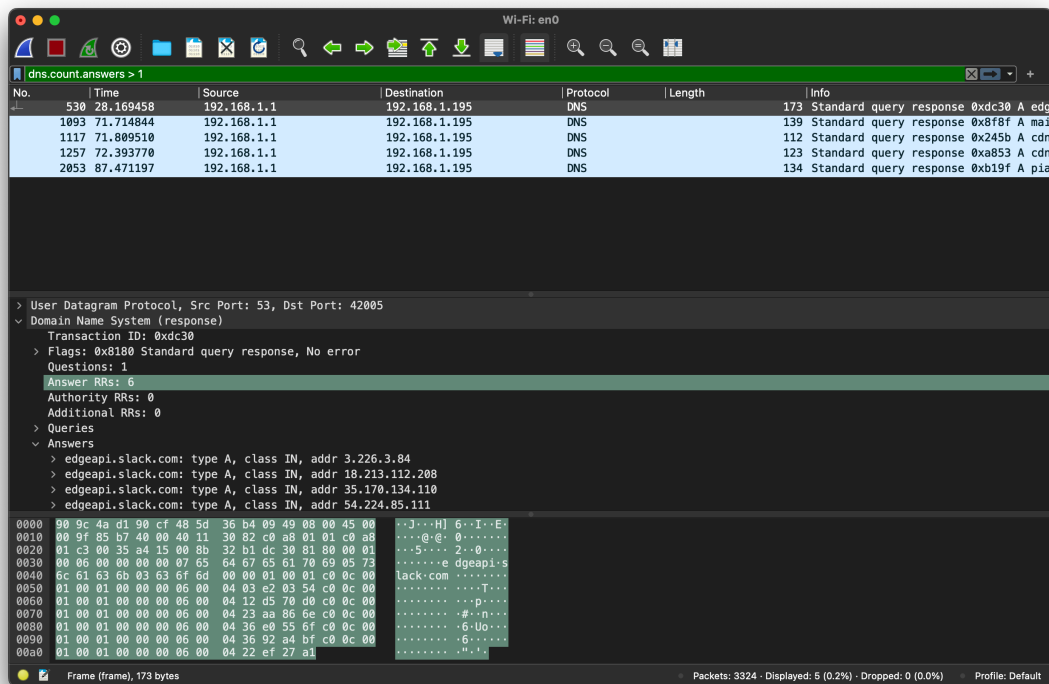 Wi-Fi: en0
dns.count.answers > 1
No. Time Source Destination Protocol Length Info
530 28.169458 192.168.1.1 192.168.1.195 DNS 173 Standard query response 0xdc30 A edg
1093 71.714844 192.168.1.1 192.168.1.195 DNS 139 Standard query response 0x8f8f A mai
1117 71.809510 192.168.1.1 192.168.1.195 DNS 112 Standard query response 0x245b A cdn
1257 72.393770 192.168.1.1 192.168.1.195 DNS 123 Standard query response 0xa853 A cdn
2053 87.471197 192.168.1.1 192.168.1.195 DNS 134 Standard query response 0xb19f A pia
> User Datagram Protocol, Src Port: 53, Dst Port: 42005
Domain Name System (response)
Transaction ID: 0xdc30
> Flags: 0x8180 Standard query response, No error
Questions: 1
Answer RRs: 6
Authority RRs: 0
Additional RRs: 0
> Queries
Answers
> edgeapi.slack.com: type A, class IN, addr 3.226.3.84
> edgeapi.slack.com: type A, class IN, addr 18.213.112.208
> edgeapi.slack.com: type A, class IN, addr 35.170.134.110
> edgeapi.slack.com: type A, class IN, addr 54.224.85.111
0000 90 9c 4a d1 90 cf 48 5d 36 b4 09 49 08 00 45 00 ··J···H] 6··I··E·
0010 00 9f 85 b7 40 00 40 11 30 82 c0 a8 01 01 c0 a8 ····@·@· 0·······
0020 01 c3 00 35 a4 15 00 8b 32 b1 dc 30 81 80 00 01 ···5···· 2··0····
0030 00 06 00 00 00 00 07 65 64 67 65 61 70 69 05 73 ·······e dgeapi·s
0040 6c 61 63 6b 03 63 6f 6d 00 00 01 00 01 c0 0c 00 lack·com ········
0050 01 00 01 00 00 00 06 00 04 03 e2 03 54 c0 0c 00 ········ ····T···
0060 01 00 01 00 00 00 06 00 04 12 d5 70 d0 c0 0c 00 ········ ···p····
0070 01 00 01 00 00 00 06 00 04 23 aa 86 6e c0 0c 00 ········ ·#··n···
0080 01 00 01 00 00 00 06 00 04 36 e0 55 6f c0 0c 00 ········ ·6·Uo···
0090 01 00 01 00 00 00 06 00 04 36 92 a4 bf c0 0c 00 ········ ·6······
00a0 01 00 01 00 00 00 06 00 04 22 ef 27 a1 ········ ·"·'·
Frame (frame), 173 bytes Packets: 3324 · Displayed: 5 (0.2%) · Dropped: 0 (0.0%) Profile: Default